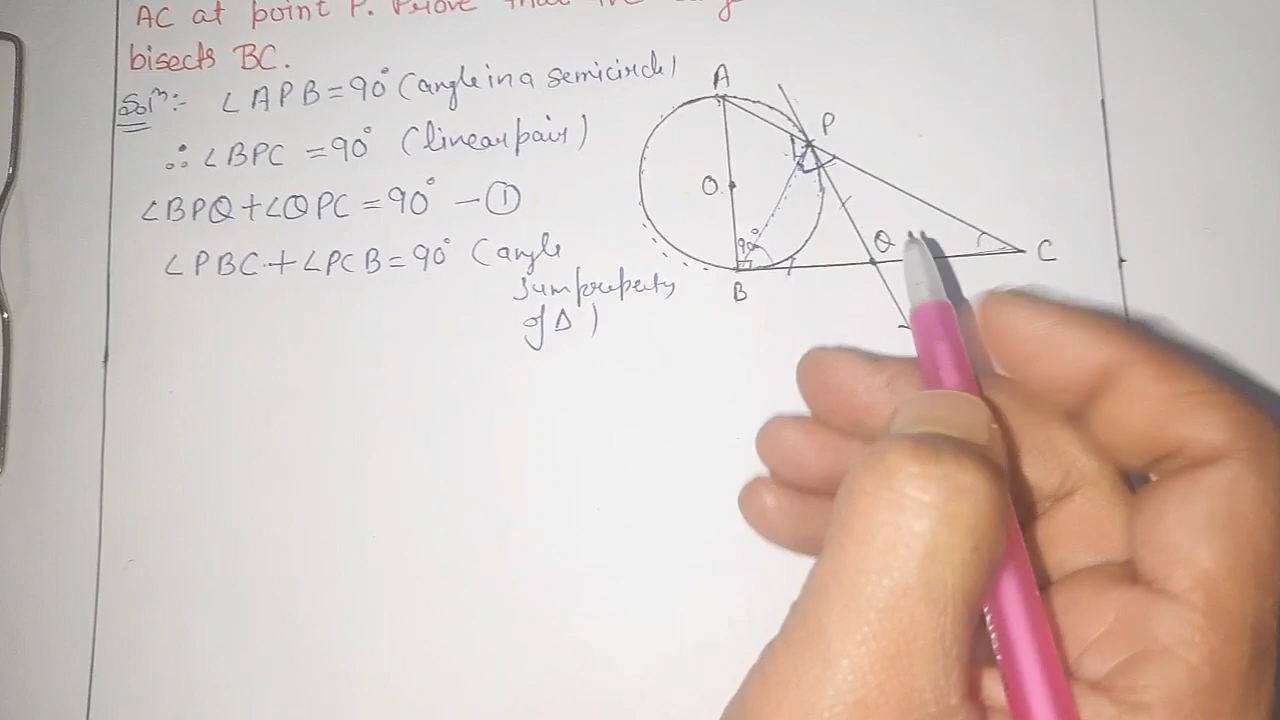 AC at point P. Prove that the
bisects BC.
Solⁿ:- ∠APB = 90° (angle in a semicircle)
∴ ∠BPC = 90° (linear pair)
∠BPQ + ∠QPC = 90° — ①
∠PBC + ∠PCB = 90° (angle
sum property
of Δ)
A
P
O
90°
Q
C
B